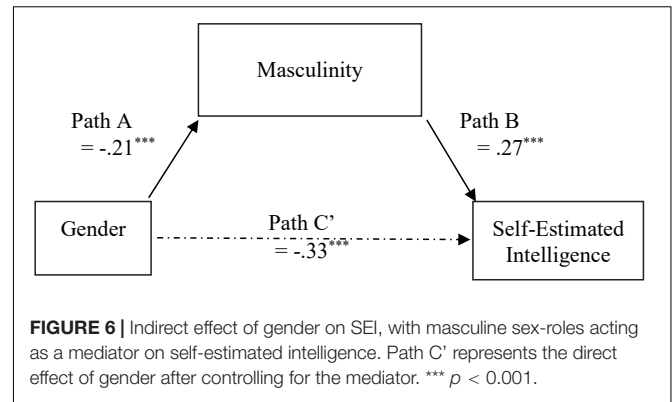 Masculinity
Path A
= -.21***
Path B
= .27***
Gender
Path C'
= -.33***
Self-Estimated
Intelligence
FIGURE 6 | Indirect effect of gender on SEI, with masculine sex-roles acting
as a mediator on self-estimated intelligence. Path C' represents the direct
effect of gender after controlling for the mediator. *** p < 0.001.